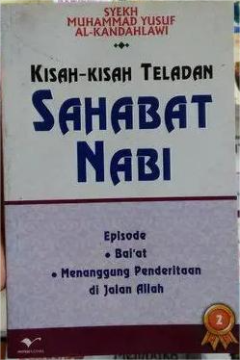 SYEKH
MUHAMMAD YUSUF
AL-KANDAHLAWI
KISAH-KISAH TELADAN
SAHABAT
NABI
Episode
• Bai'at
• Menanggung Penderitaan
di Jalan Allah
2